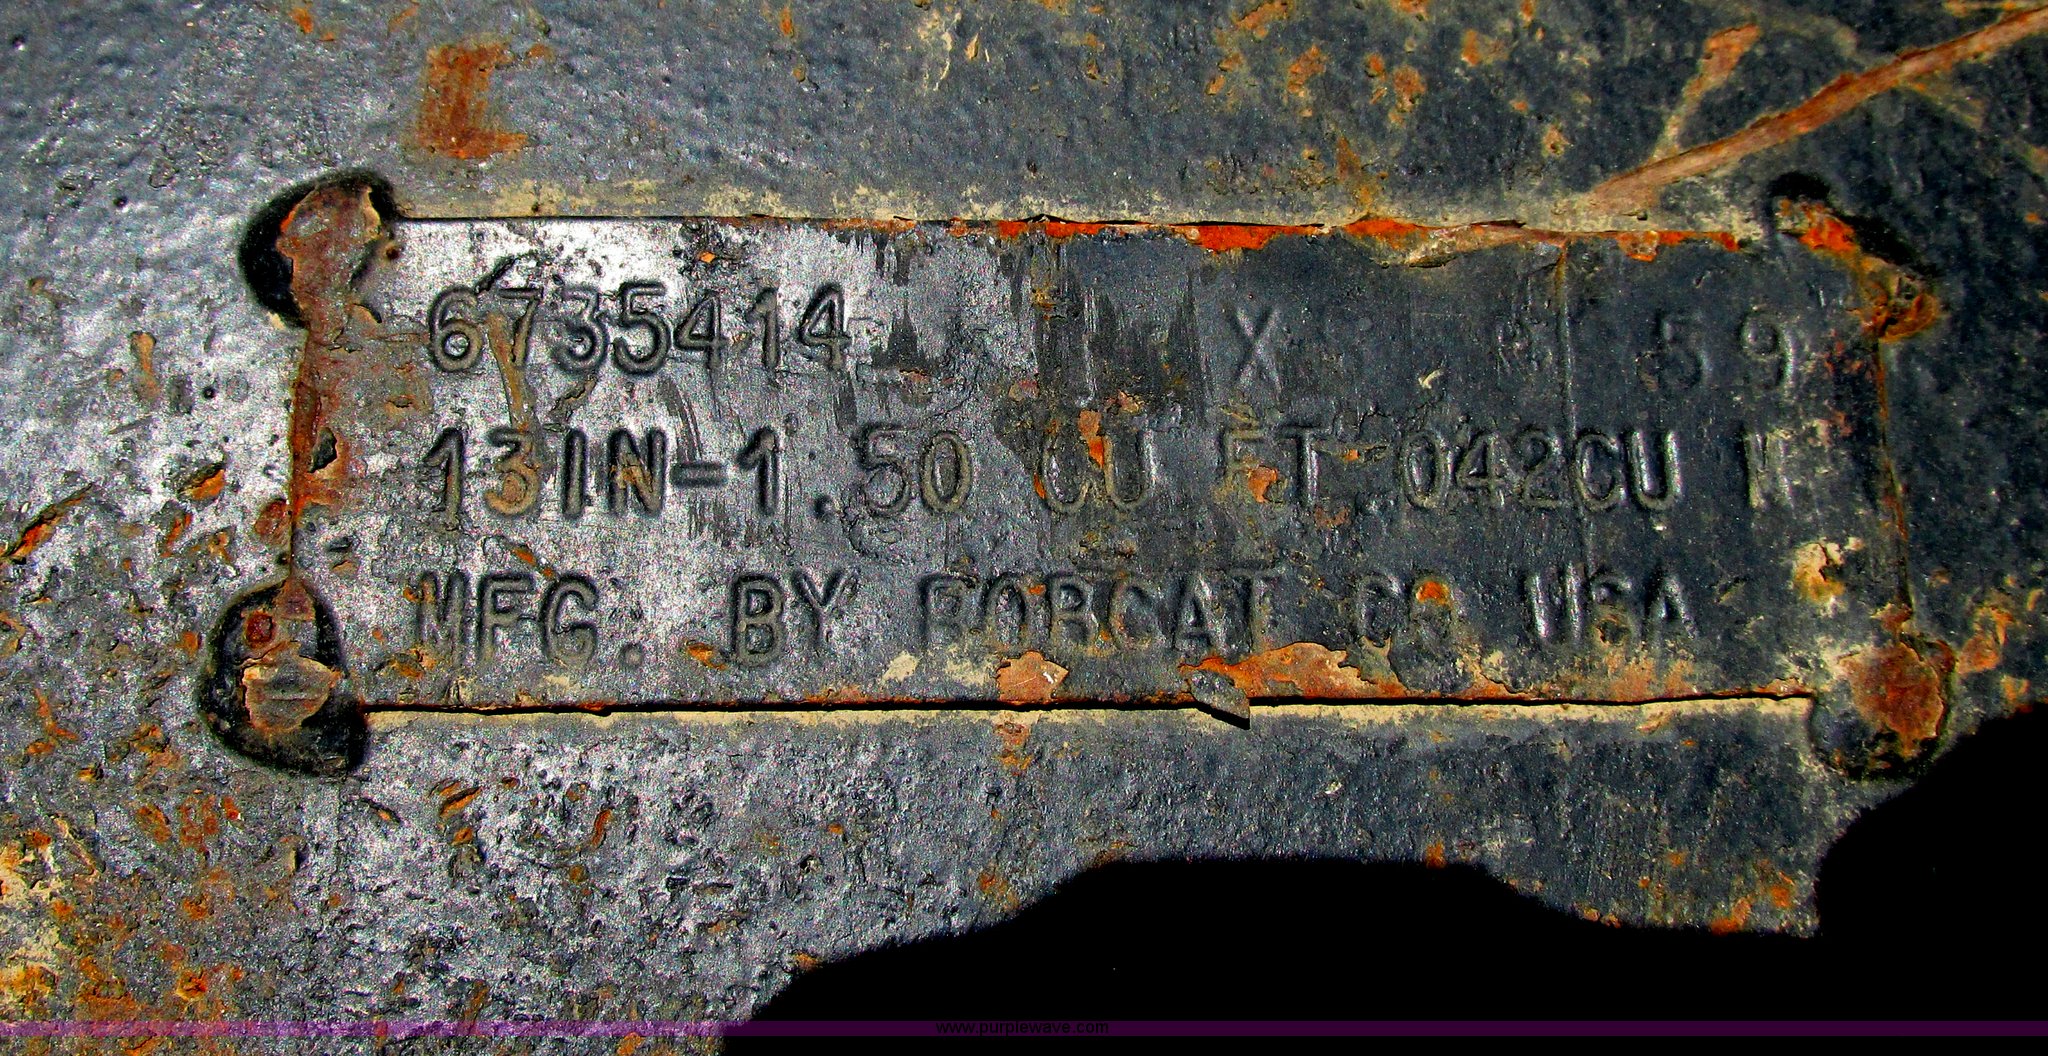 6735414 X 59
13IN-1.50 CU FT-042CU M
MFG. BY BOBCAT CO USA
www.purplewave.com